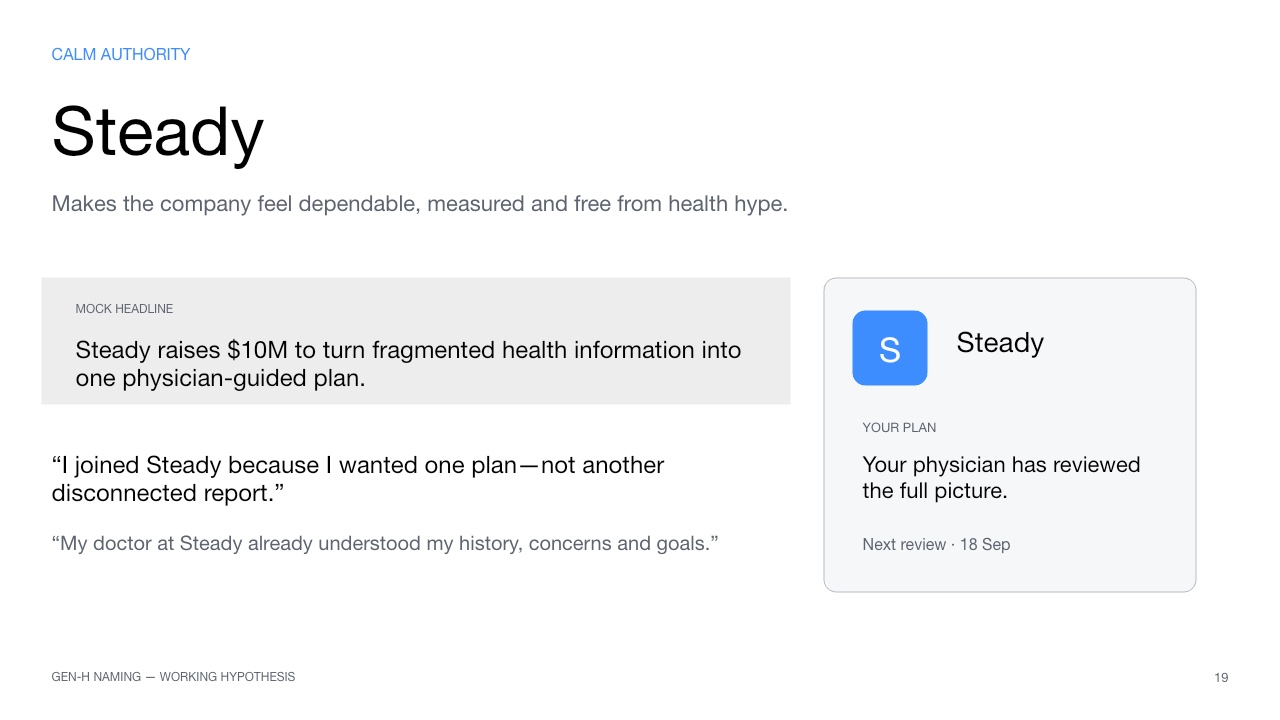 CALM AUTHORITY
Steady
Makes the company feel dependable, measured and free from health hype.
MOCK HEADLINE
Steady raises $10M to turn fragmented health information into
one physician-guided plan.
“I joined Steady because I wanted one plan—not another
disconnected report.”
“My doctor at Steady already understood my history, concerns and goals.”
S
Steady
YOUR PLAN
Your physician has reviewed
the full picture.
Next review · 18 Sep
GEN-H NAMING — WORKING HYPOTHESIS
19